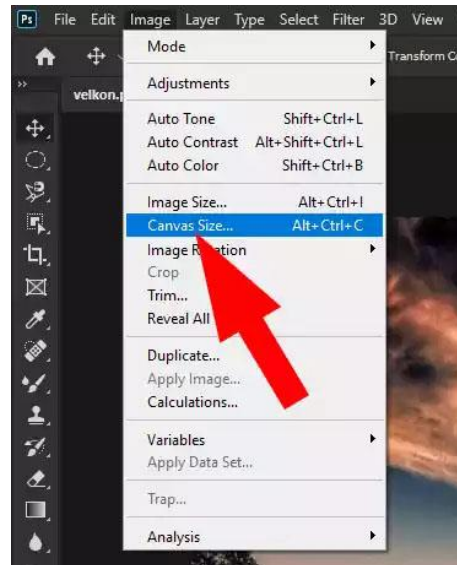 Ps File Edit Image Layer Type Select Filter 3D View
Transform
velkon.
Mode
Adjustments
Auto Tone Shift+Ctrl+L
Auto Contrast Alt+Shift+Ctrl+L
Auto Color Shift+Ctrl+B
Image Size... Alt+Ctrl+I
Canvas Size... Alt+Ctrl+C
Image
Crop
Trim...
Reveal All
Duplicate...
Apply Image...
Calculations...
Variables
Apply Data Set...
Trap...
Analysis